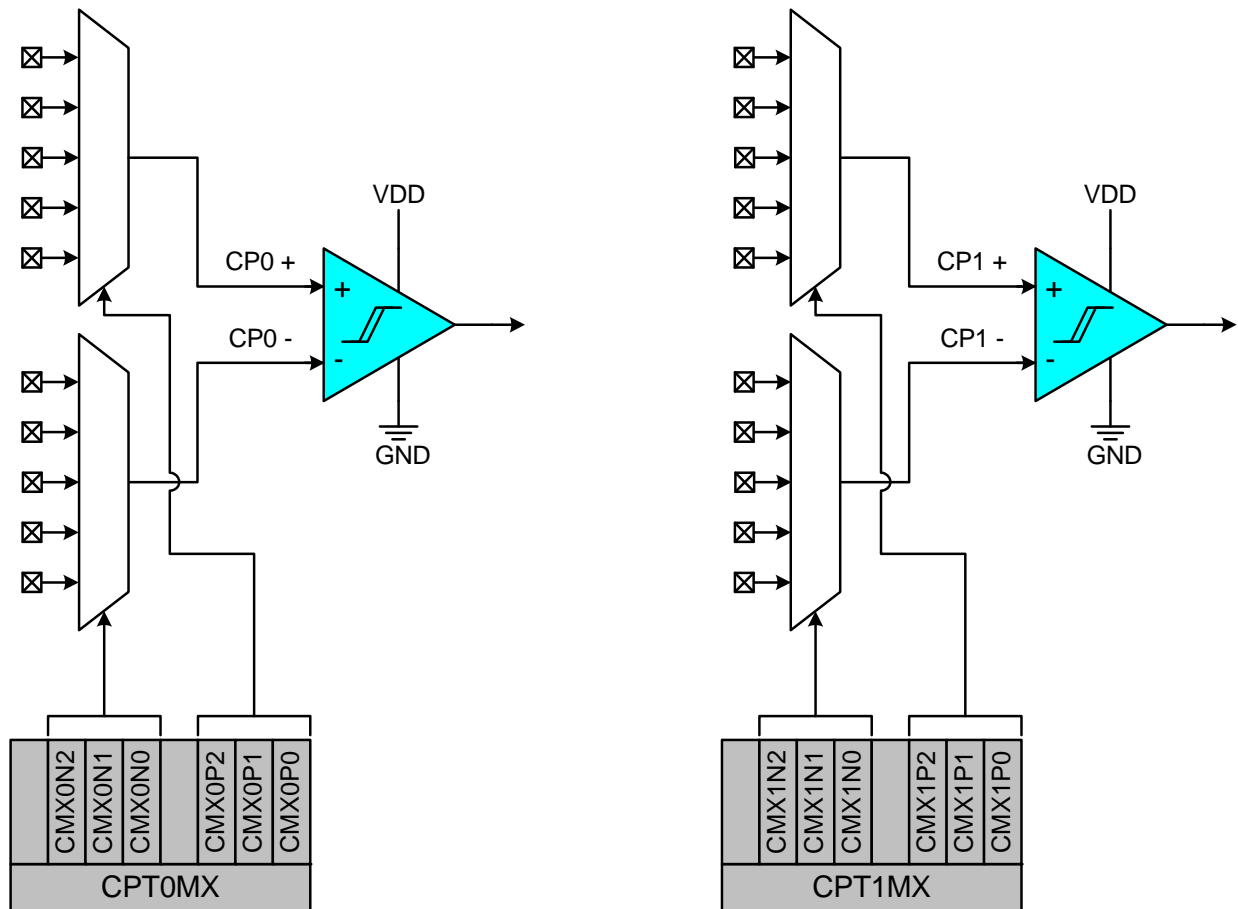 VDD
CP0 +
+
CP0 -
-
GND
CMX0N2
CMX0N1
CMX0N0
CMX0P2
CMX0P1
CMX0P0
CPT0MX
VDD
CP1 +
+
CP1 -
-
GND
CMX1N2
CMX1N1
CMX1N0
CMX1P2
CMX1P1
CMX1P0
CPT1MX